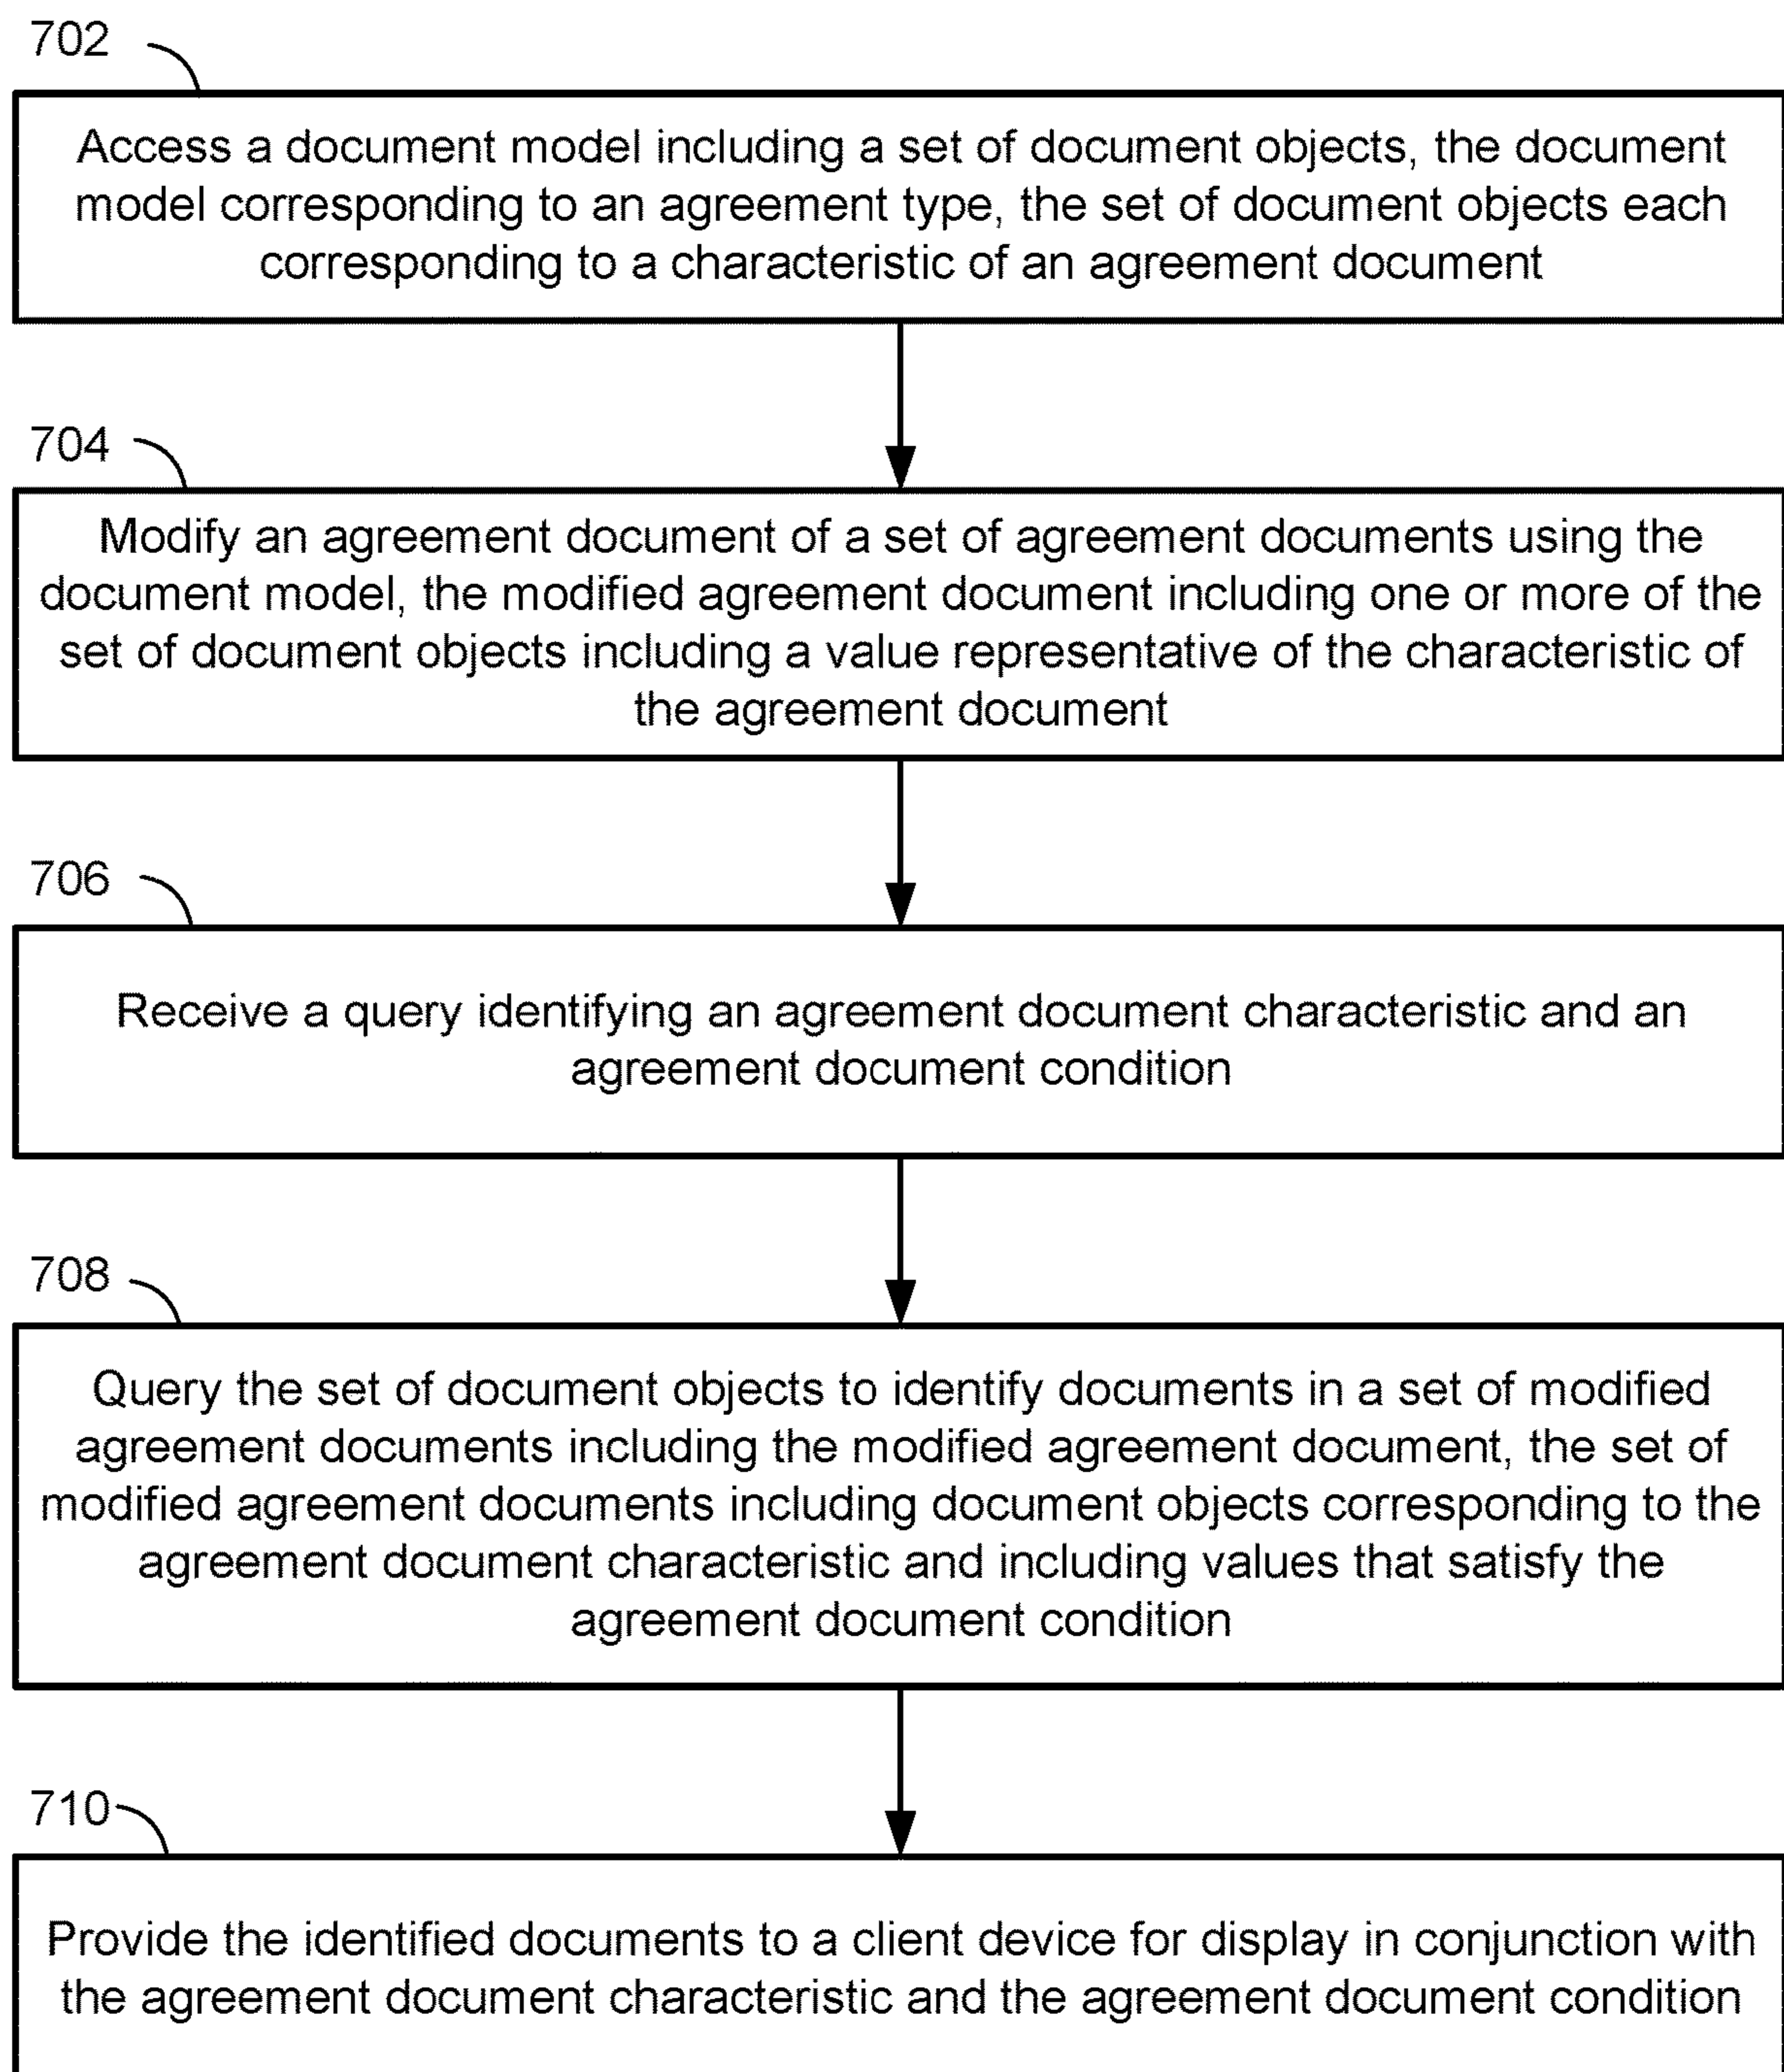 702
Access a document model including a set of document objects, the document
model corresponding to an agreement type, the set of document objects each
corresponding to a characteristic of an agreement document
704
Modify an agreement document of a set of agreement documents using the
document model, the modified agreement document including one or more of the
set of document objects including a value representative of the characteristic of
the agreement document
706
Receive a query identifying an agreement document characteristic and an
agreement document condition
708
Query the set of document objects to identify documents in a set of modified
agreement documents including the modified agreement document, the set of
modified agreement documents including document objects corresponding to the
agreement document characteristic and including values that satisfy the
agreement document condition
710
Provide the identified documents to a client device for display in conjunction with
the agreement document characteristic and the agreement document condition